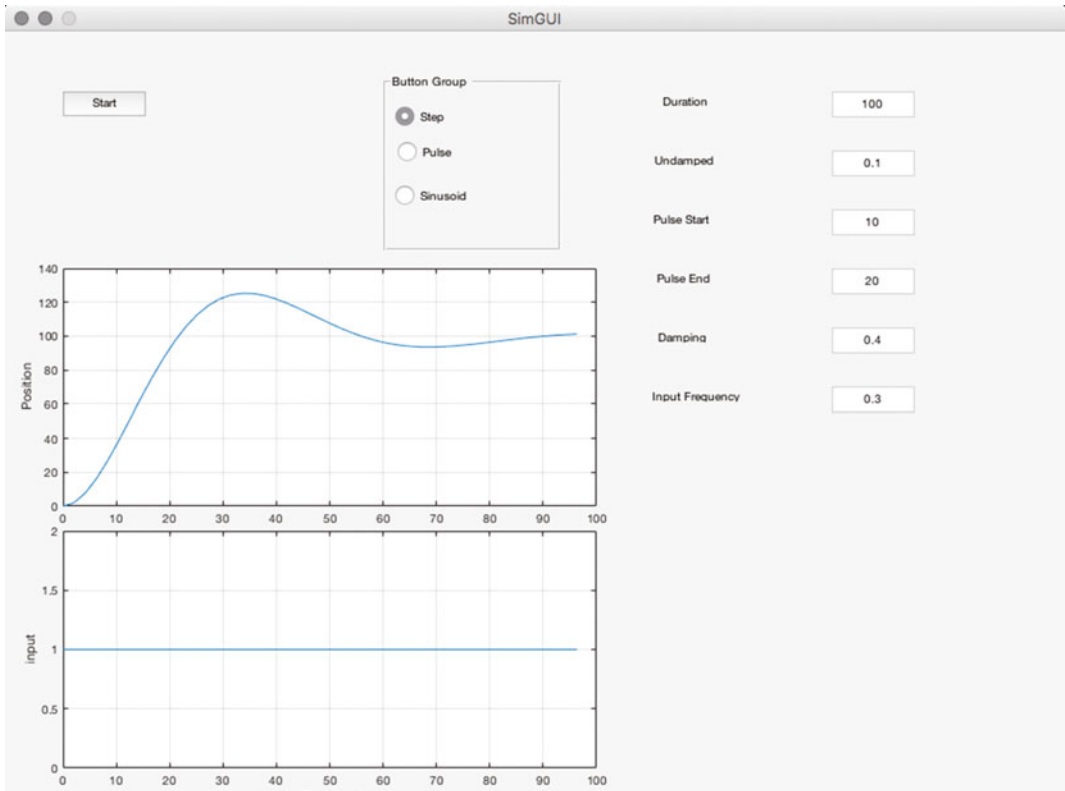 SimGUI
Start
Button Group
Step
Pulse
Sinusoid
Duration
100
Undamped
0.1
Pulse Start
10
Pulse End
20
Damping
0.4
Input Frequency
0.3
Position
140
120
100
80
60
40
20
0
0 10 20 30 40 50 60 70 80 90 100
input
2
1.5
1
0.5
0
0 10 20 30 40 50 60 70 80 90 100